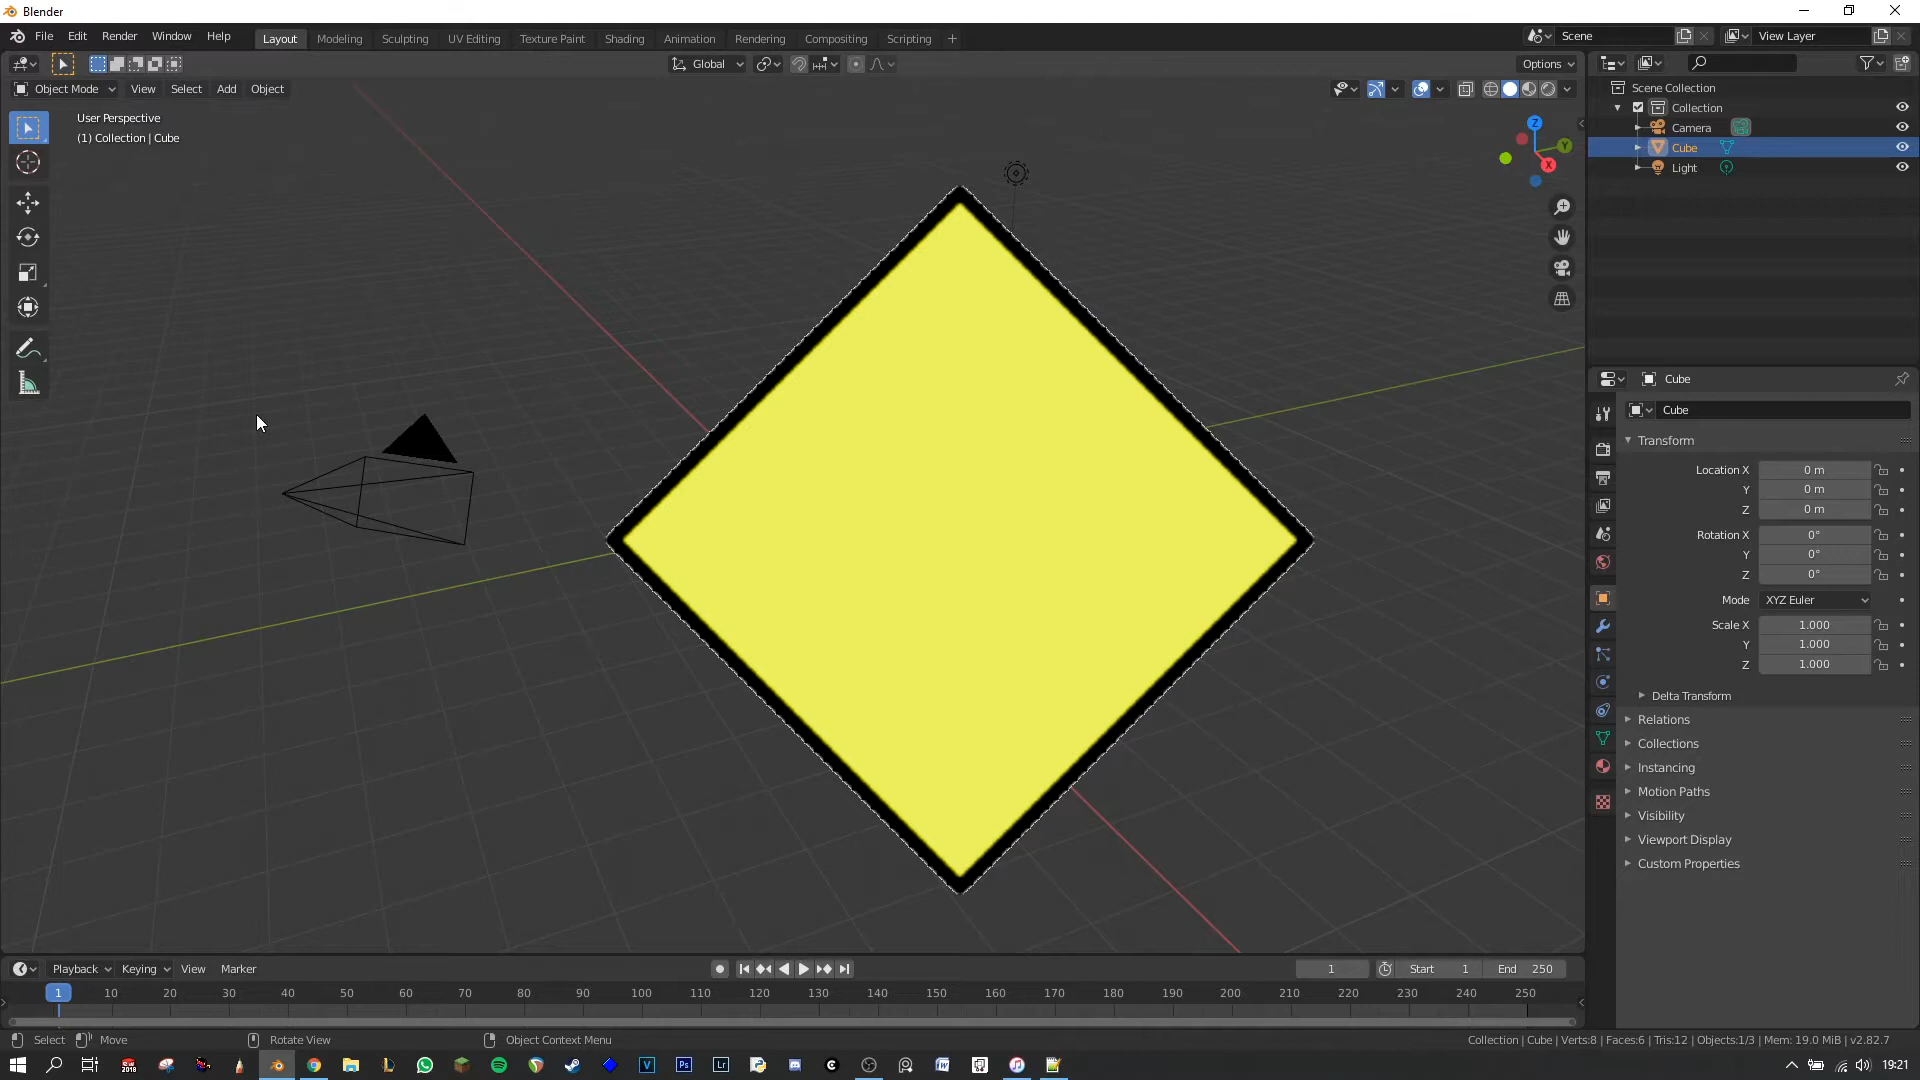 Blender
File Edit Render Window Help Layout Modeling Sculpting UV Editing Texture Paint Shading Animation Rendering Compositing Scripting + Scene View Layer
Global Options
Object Mode View Select Add Object
User Perspective
(1) Collection | Cube
Z
Y
X
Scene Collection
Collection
Camera
Cube
Light
Cube
Cube
Transform
Location X 0 m
Y 0 m
Z 0 m
Rotation X 0°
Y 0°
Z 0°
Mode XYZ Euler
Scale X 1.000
Y 1.000
Z 1.000
Delta Transform
Relations
Collections
Instancing
Motion Paths
Visibility
Viewport Display
Custom Properties
Playback Keying View Marker 1 Start 1 End 250
1 10 20 30 40 50 60 70 80 90 100 110 120 130 140 150 160 170 180 190 200 210 220 230 240 250
Select Move Rotate View Object Context Menu Collection | Cube | Verts:8 | Faces:6 | Tris:12 | Objects:1/3 | Mem: 19.0 MiB | v2.82.7
2018 V Ps Lr 19:21